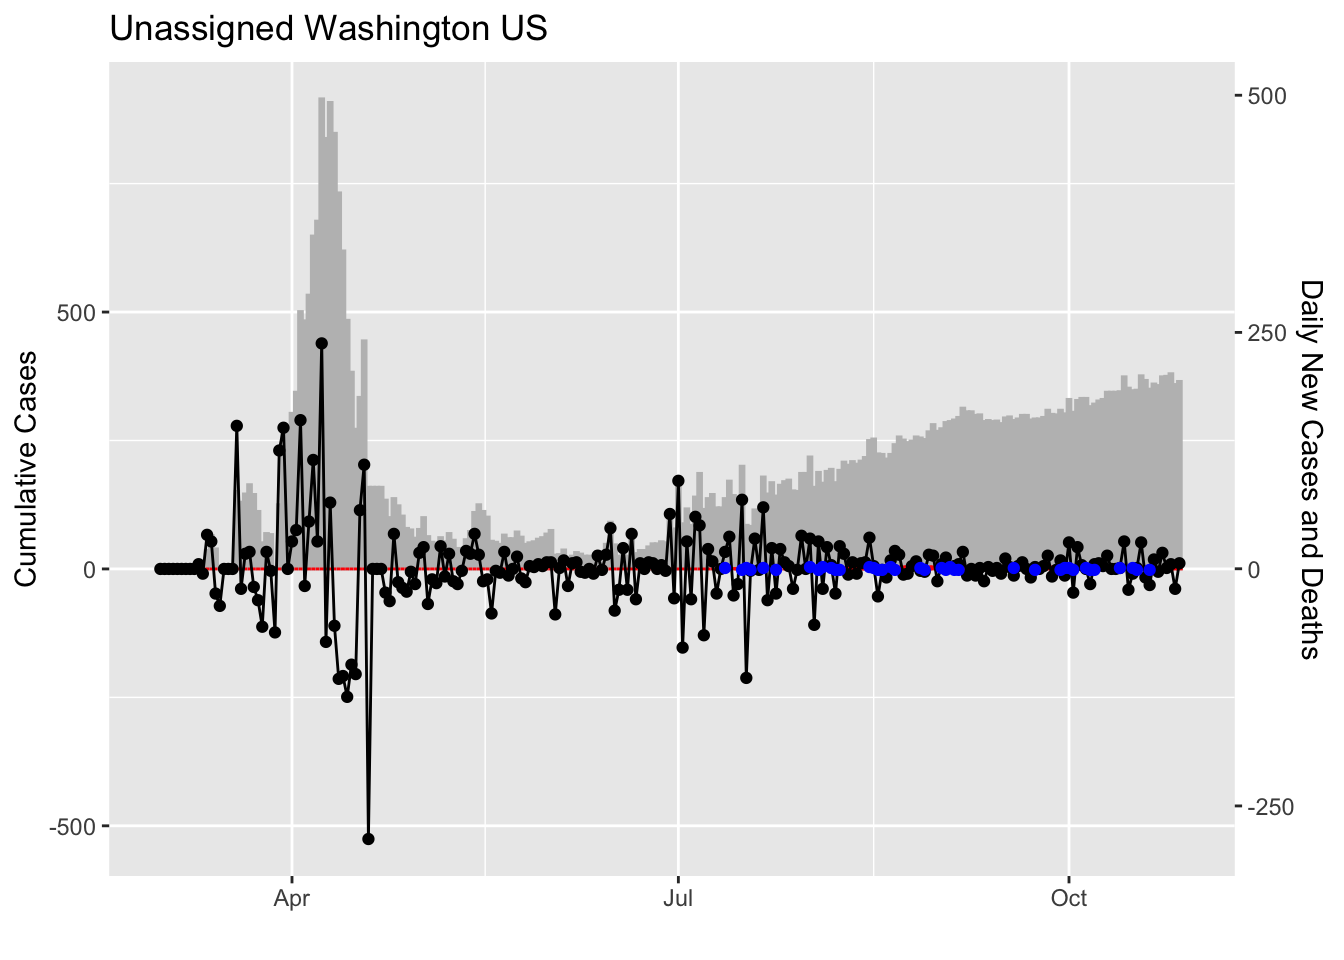 Unassigned Washington US
Cumulative Cases
500
0
-500
500
250
0
-250
Daily New Cases and Deaths
Apr
Jul
Oct